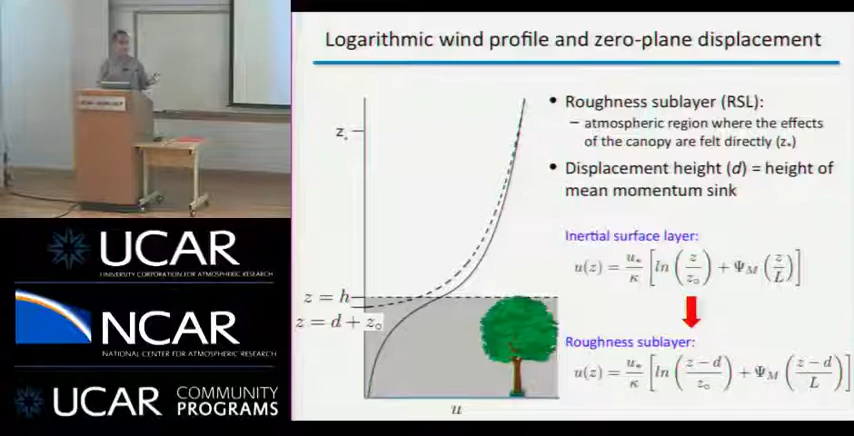 Logarithmic wind profile and zero-plane displacement
• Roughness sublayer (RSL):
– atmospheric region where the effects
of the canopy are felt directly (z*)
• Displacement height (d) = height of
mean momentum sink
Inertial surface layer:
u(z) = u*/κ [ln (z/z₀) + Ψ_M (z/L)]
Roughness sublayer:
u(z) = u*/κ [ln ((z−d)/z₀) + Ψ_M ((z−d)/L)]
z*
z = h
z = d + z₀
u
UCAR
UNIVERSITY CORPORATION FOR ATMOSPHERIC RESEARCH
NCAR
NATIONAL CENTER FOR ATMOSPHERIC RESEARCH
UCAR COMMUNITY
PROGRAMS